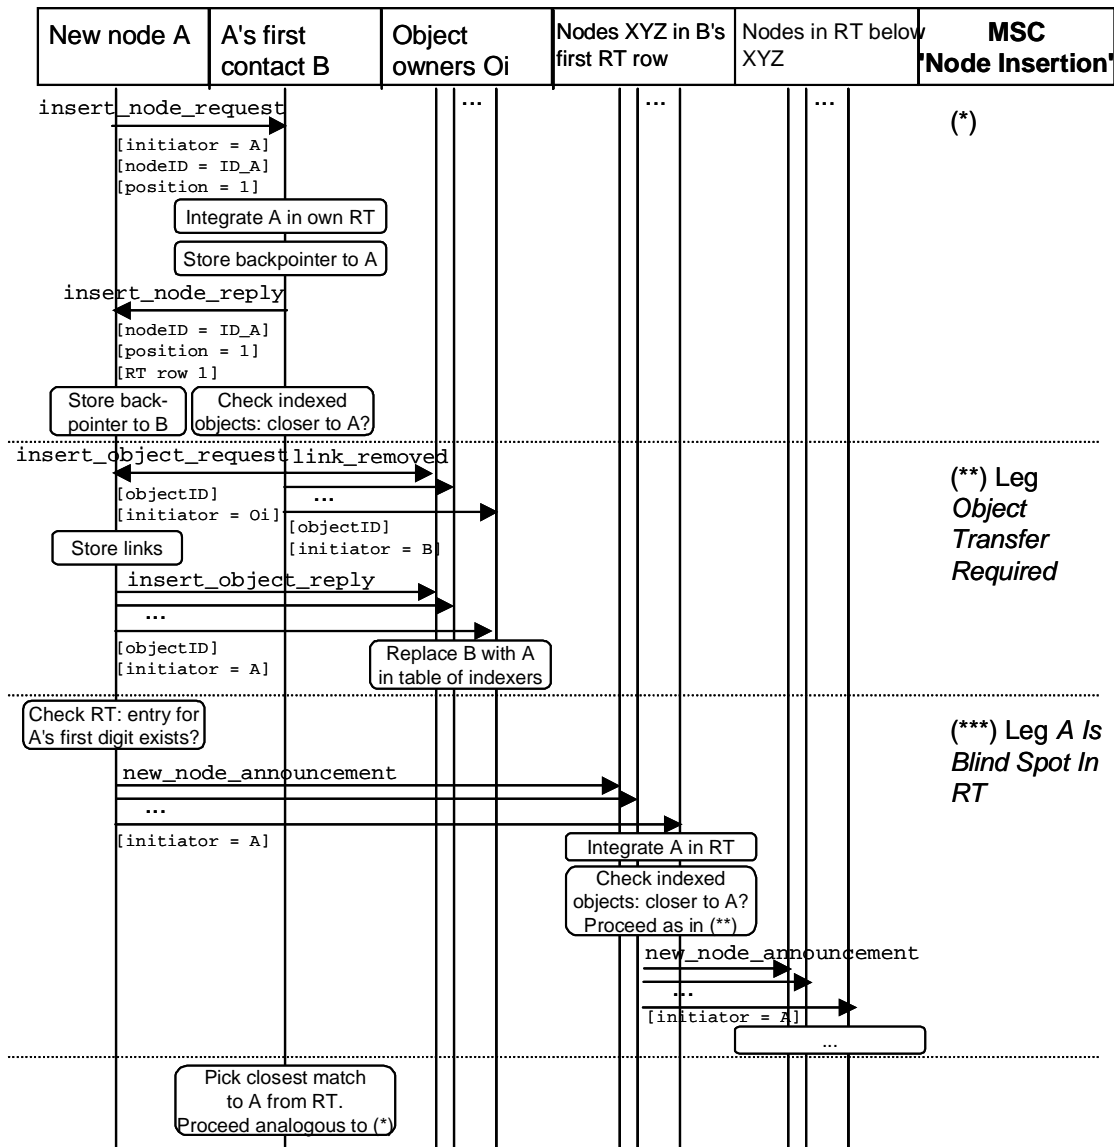 New node A
A's first
contact B
Object
owners Oi
Nodes XYZ in B's
first RT row
Nodes in RT below
XYZ
MSC
'Node Insertion'
...
...
...
insert_node_request
(*)
[initiator = A]
[nodeID = ID_A]
[position = 1]
Integrate A in own RT
Store backpointer to A
insert_node_reply
[nodeID = ID_A]
[position = 1]
[RT row 1]
Store back-
pointer to B
Check indexed
objects: closer to A?
insert_object_request
link_removed
(**) Leg
Object
Transfer
Required
...
[objectID]
[initiator = Oi]
[objectID]
[initiator = B]
Store links
insert_object_reply
...
[objectID]
[initiator = A]
Replace B with A
in table of indexers
Check RT: entry for
A's first digit exists?
(***) Leg A Is
Blind Spot In
RT
new_node_announcement
...
[initiator = A]
Integrate A in RT
Check indexed
objects: closer to A?
Proceed as in (**)
new_node_announcement
...
[initiator = A]
...
Pick closest match
to A from RT.
Proceed analogous to (*)